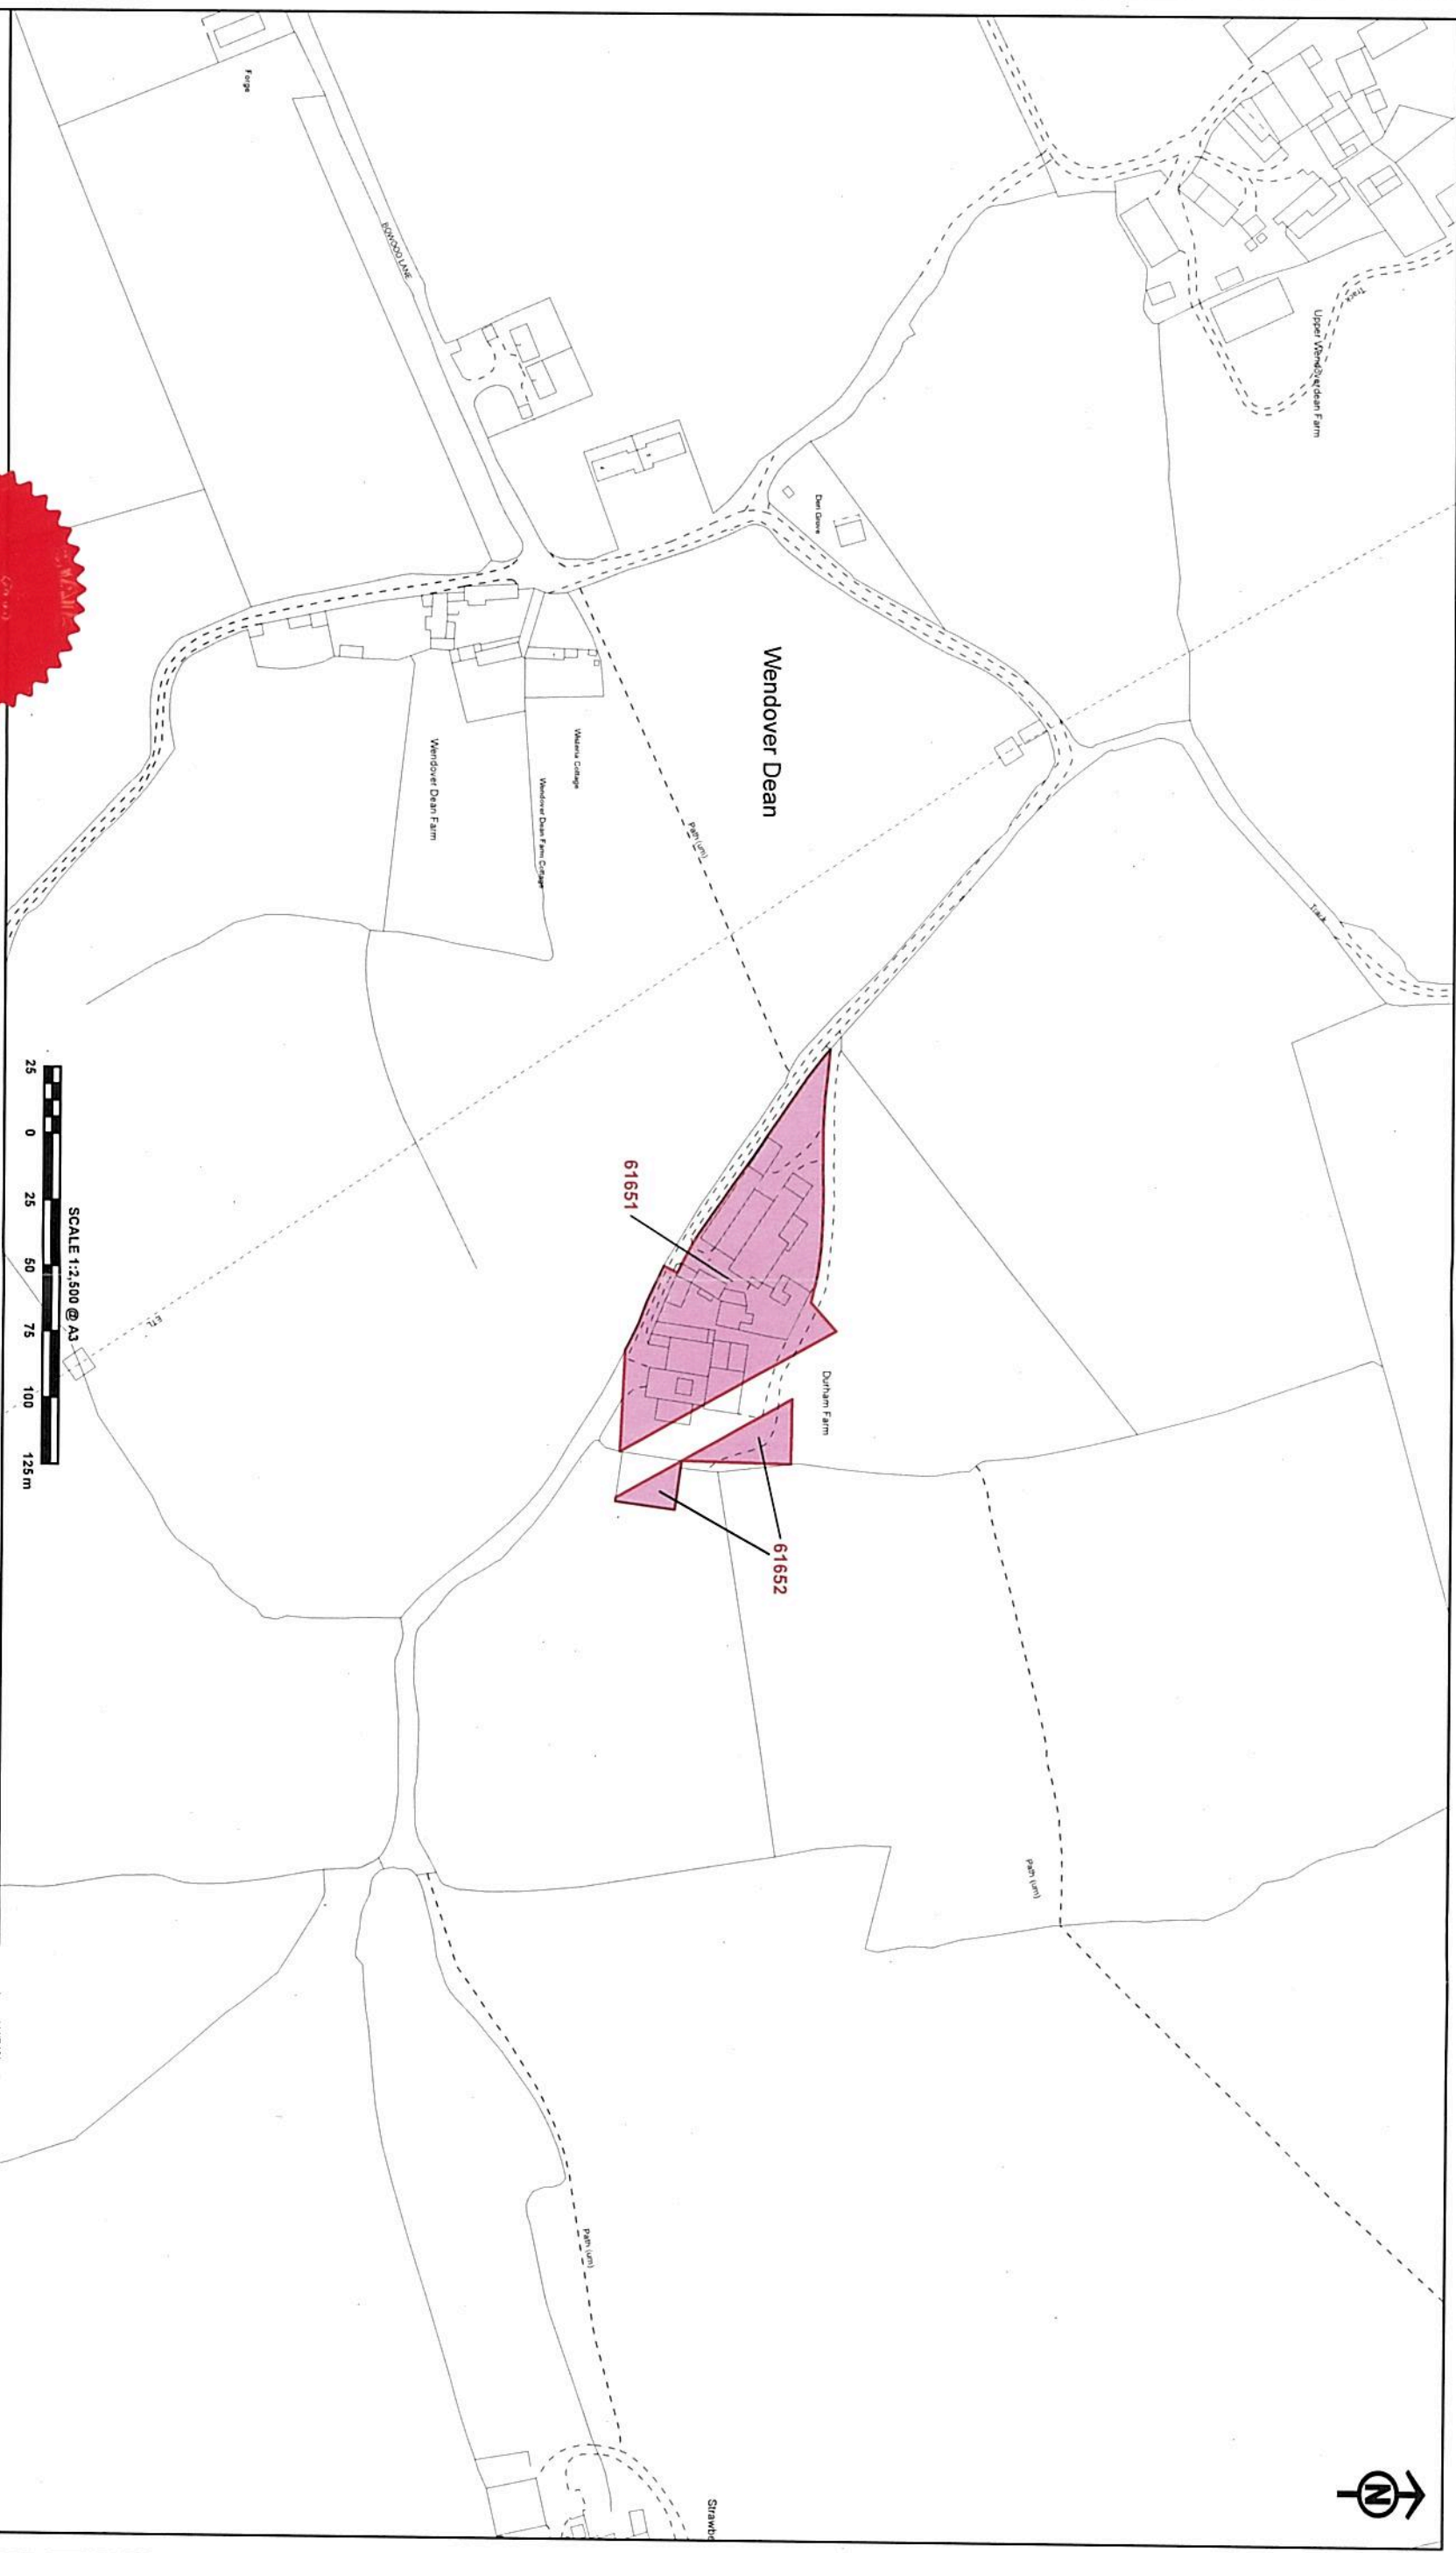 Upper Wendoverdean Farm
Track
Track
Forge
BOWOOD LANE
Den Grove
Wendover Dean
Path (um)
Wisteria Cottage
Wendover Dean Farm Cottage
Wendover Dean Farm
Durham Farm
61651
61652
Path (um)
Path (um)
Strawbe
ETL
SCALE 1:2,500 @ A3
25 0 25 50 75 100 125 m
N